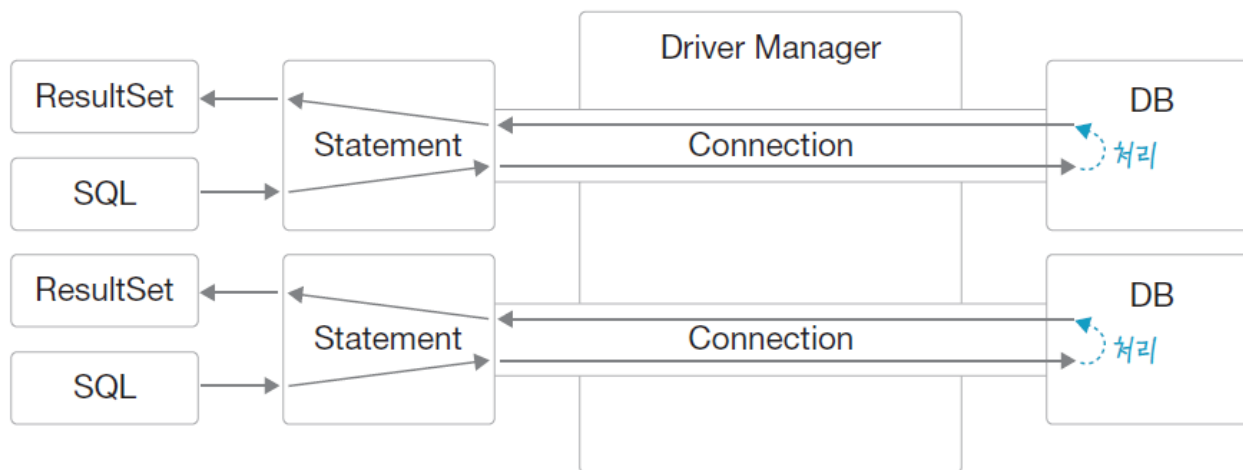 Driver Manager
ResultSet
SQL
Statement
Connection
DB
처리
ResultSet
SQL
Statement
Connection
DB
처리